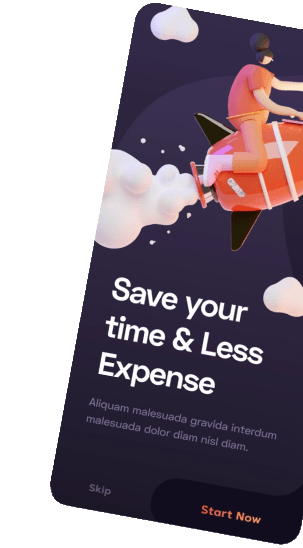 Save your
time & Less
Expense
Aliquam malesuada gravida interdum
malesuada dolor diam nisl diam.
Skip
Start Now